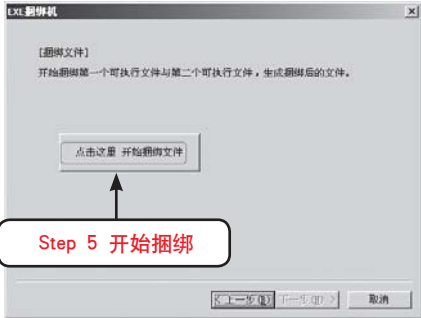 EXE捆绑机
[捆绑文件]
开始捆绑第一个可执行文件与第二个可执行文件，生成捆绑后的文件。
点击这里 开始捆绑文件
Step 5 开始捆绑
< 上一步(B) 下一步(N) > 取消